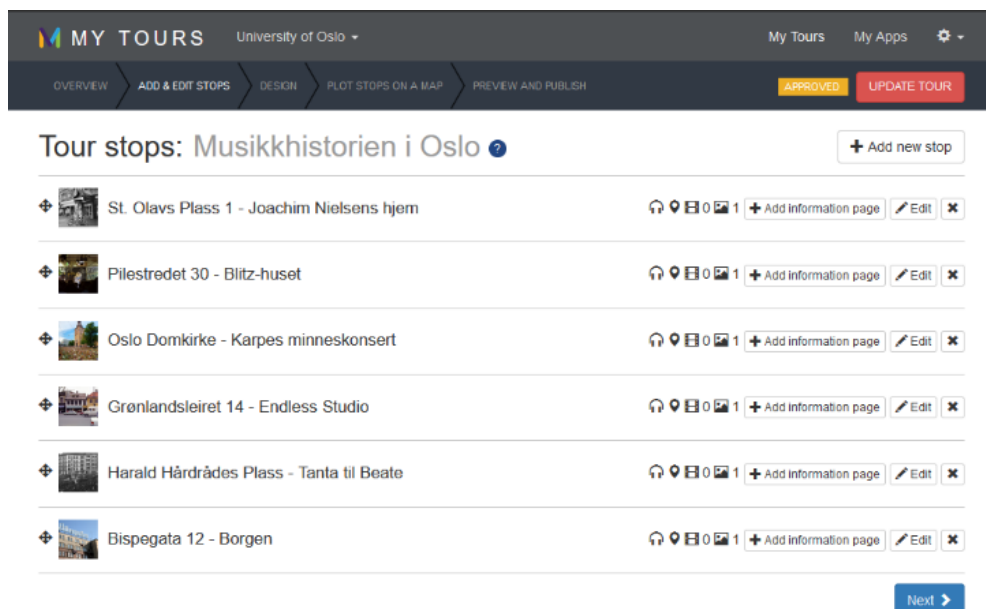 MY TOURS University of Oslo My Tours My Apps
OVERVIEW ADD & EDIT STOPS DESIGN PLOT STOPS ON A MAP PREVIEW AND PUBLISH APPROVED UPDATE TOUR
Tour stops: Musikkhistorien i Oslo ? + Add new stop
St. Olavs Plass 1 - Joachim Nielsens hjem 0 1 + Add information page Edit ✖
Pilestredet 30 - Blitz-huset 0 1 + Add information page Edit ✖
Oslo Domkirke - Karpes minneskonsert 0 1 + Add information page Edit ✖
Grønlandsleiret 14 - Endless Studio 0 1 + Add information page Edit ✖
Harald Hårdrådes Plass - Tanta til Beate 0 1 + Add information page Edit ✖
Bispegata 12 - Borgen 0 1 + Add information page Edit ✖
Next